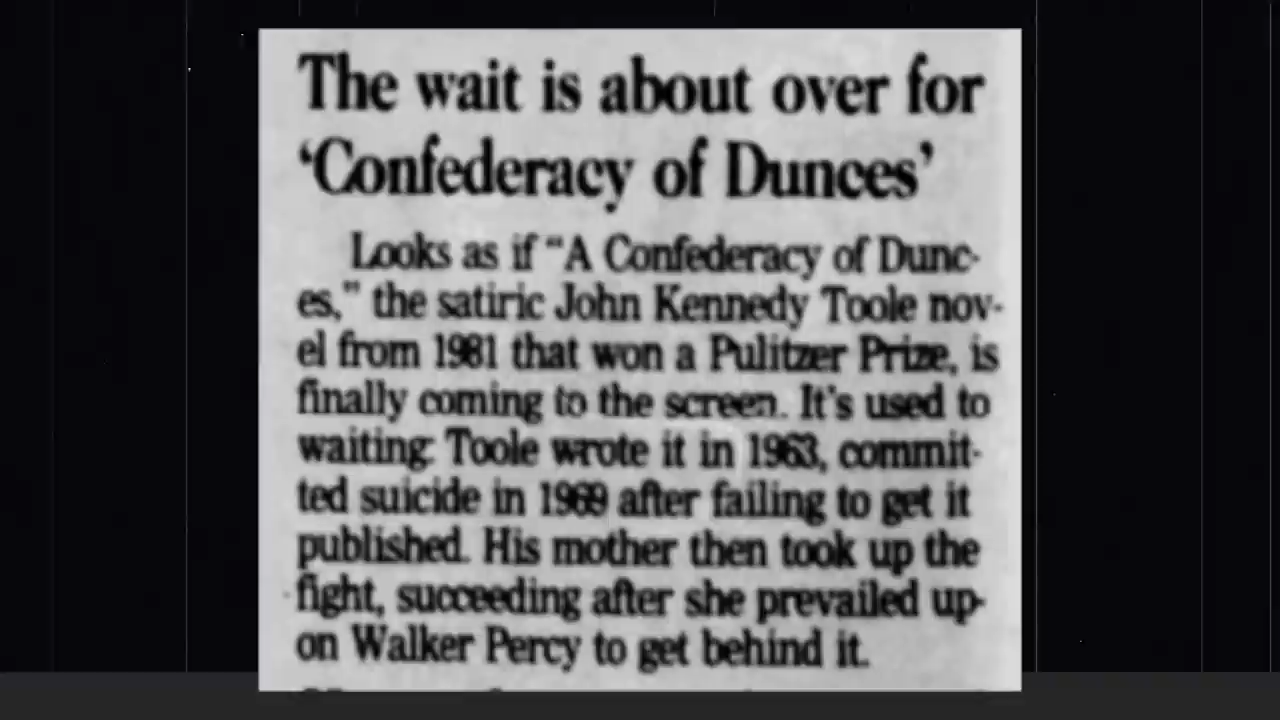 The wait is about over for
‘Confederacy of Dunces’
Looks as if “A Confederacy of Dunc-
es,” the satiric John Kennedy Toole nov-
el from 1981 that won a Pulitzer Prize, is
finally coming to the screen. It's used to
waiting: Toole wrote it in 1963, commit-
ted suicide in 1969 after failing to get it
published. His mother then took up the
fight, succeeding after she prevailed up-
on Walker Percy to get behind it.